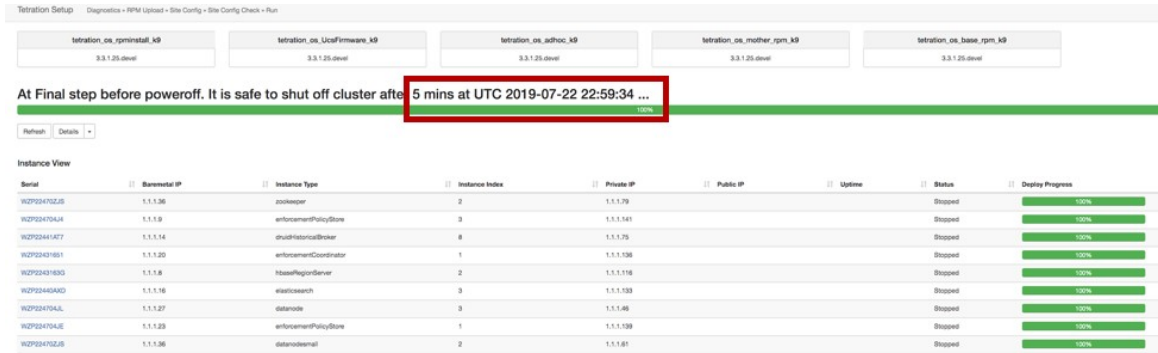 Tetration Setup Diagnostics » RPM Upload » Site Config » Site Config Check » Run
tetration_os_rpminstall_k9 tetration_os_UcsFirmware_k9 tetration_os_adhoc_k9 tetration_os_mother_rpm_k9 tetration_os_base_rpm_k9
3.3.1.25.devel 3.3.1.25.devel 3.3.1.25.devel 3.3.1.25.devel 3.3.1.25.devel
At Final step before poweroff. It is safe to shut off cluster after 5 mins at UTC 2019-07-22 22:59:34 ...
100%
Refresh Details
Instance View
Serial Baremetal IP Instance Type Instance Index Private IP Public IP Uptime Status Deploy Progress
WZP22470ZJS 1.1.1.36 zookeeper 2 1.1.1.79 Stopped 100%
WZP224704J4 1.1.1.9 enforcementPolicyStore 3 1.1.1.141 Stopped 100%
WZP22441AT7 1.1.1.14 druidHistoricalBroker 8 1.1.1.75 Stopped 100%
WZP22431651 1.1.1.20 enforcementCoordinator 1 1.1.1.136 Stopped 100%
WZP2243163G 1.1.1.8 hbaseRegionServer 2 1.1.1.116 Stopped 100%
WZP22440AXO 1.1.1.16 elasticsearch 3 1.1.1.133 Stopped 100%
WZP224704JL 1.1.1.27 datanode 3 1.1.1.46 Stopped 100%
WZP224704JE 1.1.1.23 enforcementPolicyStore 1 1.1.1.139 Stopped 100%
WZP22470ZJS 1.1.1.36 datanodeemail 2 1.1.1.61 Stopped 100%